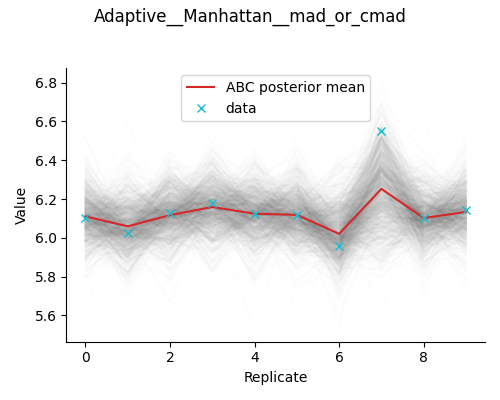 Adaptive__Manhattan__mad_or_cmad
ABC posterior mean
data
6.8
6.6
6.4
6.2
6.0
5.8
5.6
Value
0 2 4 6 8
Replicate